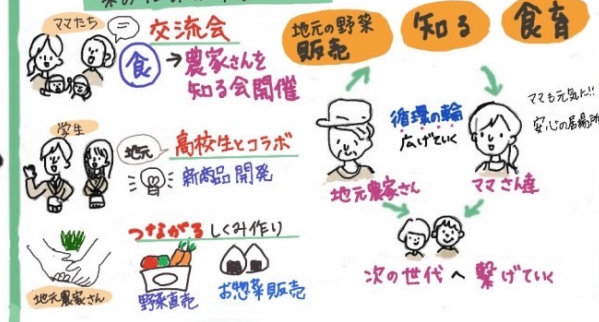 ママたち
交流会
食
→農家さんを
知る会開催
学生
地元
高校生とコラボ
新商品開発
つながるしくみ作り
地元農家さん
野菜直売
お惣菜販売
地元の野菜
販売
知る
食育
循環の輪
広げていく
ママも元気に!!
安心の居場所
地元農家さん
ママさん達
次の世代へ繋げていく